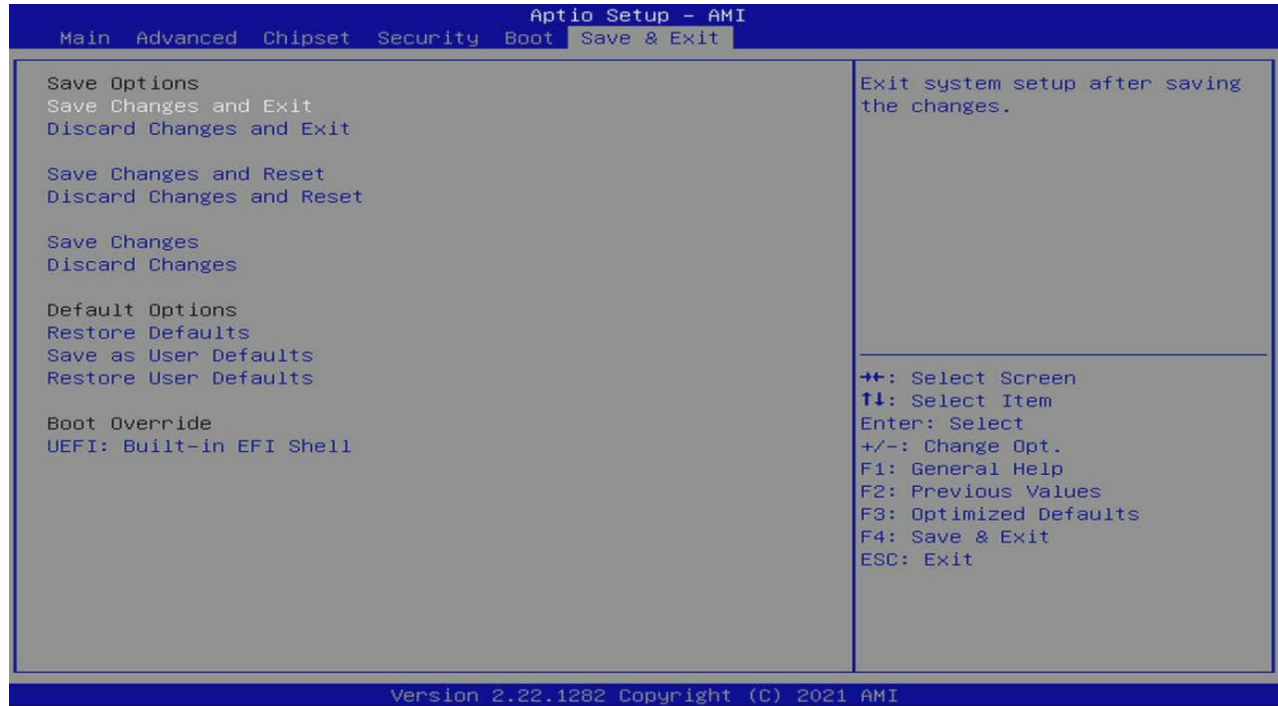 Aptio Setup – AMI
Main Advanced Chipset Security Boot Save & Exit
Save Options
Save Changes and Exit
Discard Changes and Exit
Save Changes and Reset
Discard Changes and Reset
Save Changes
Discard Changes
Default Options
Restore Defaults
Save as User Defaults
Restore User Defaults
Boot Override
UEFI: Built-in EFI Shell
Exit system setup after saving
the changes.
→←: Select Screen
↑↓: Select Item
Enter: Select
+/-: Change Opt.
F1: General Help
F2: Previous Values
F3: Optimized Defaults
F4: Save & Exit
ESC: Exit
Version 2.22.1282 Copyright (C) 2021 AMI